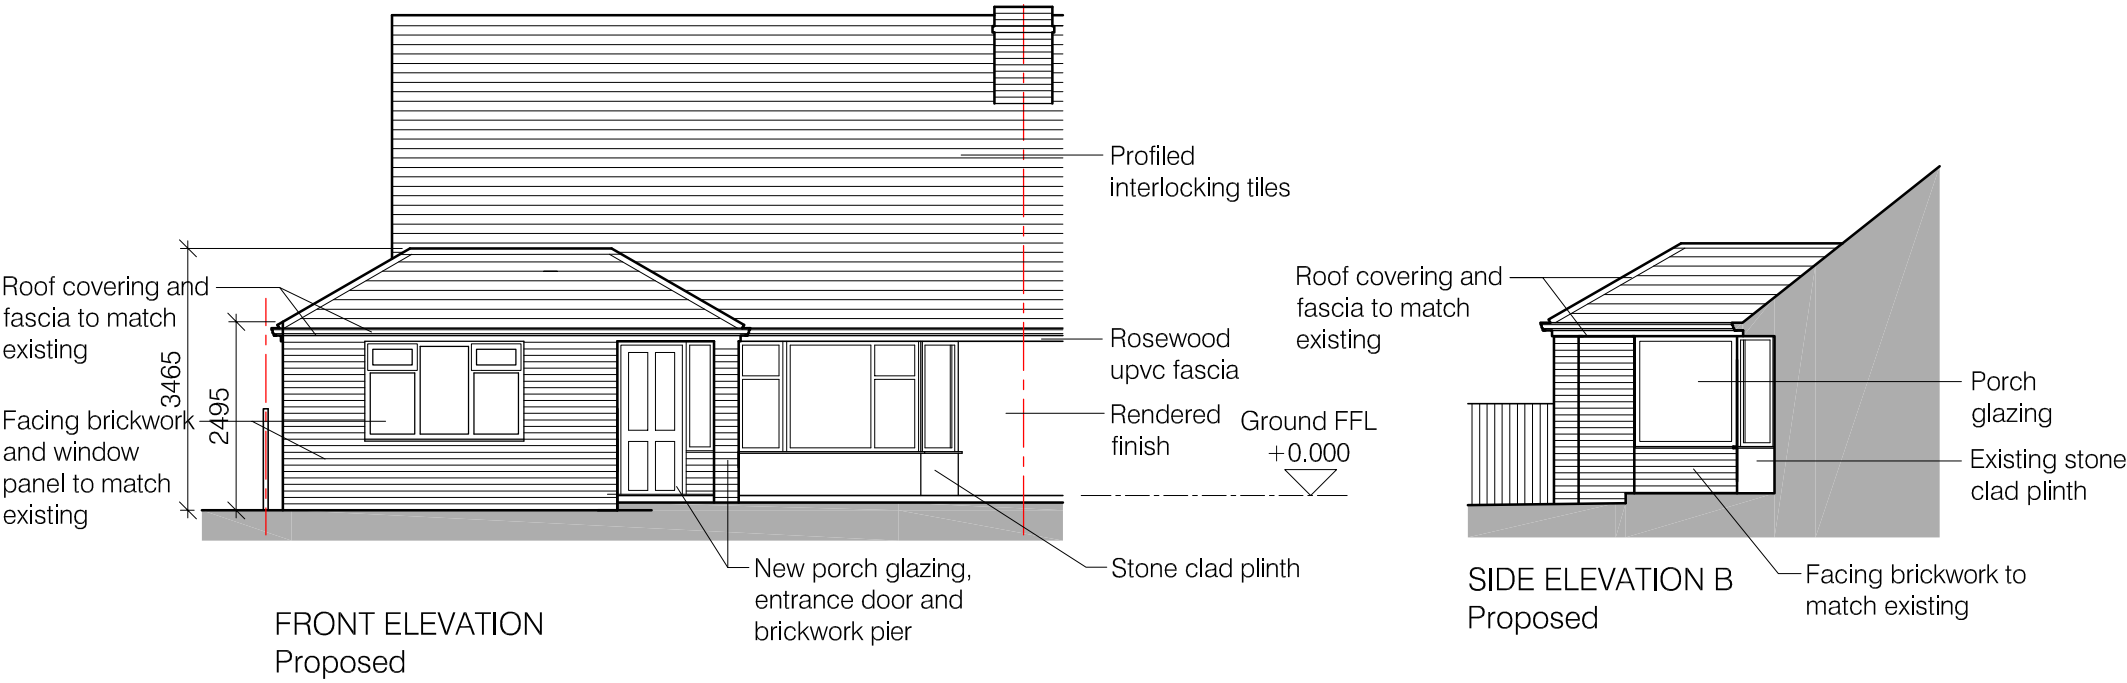 Profiled
interlocking tiles
Roof covering and
fascia to match
existing
3465
2495
Facing brickwork
and window
panel to match
existing
Rosewood
upvc fascia
Rendered
finish
Ground FFL
+0.000
New porch glazing,
entrance door and
brickwork pier
Stone clad plinth
FRONT ELEVATION
Proposed
Roof covering and
fascia to match
existing
Porch
glazing
Existing stone
clad plinth
Facing brickwork to
match existing
SIDE ELEVATION B
Proposed